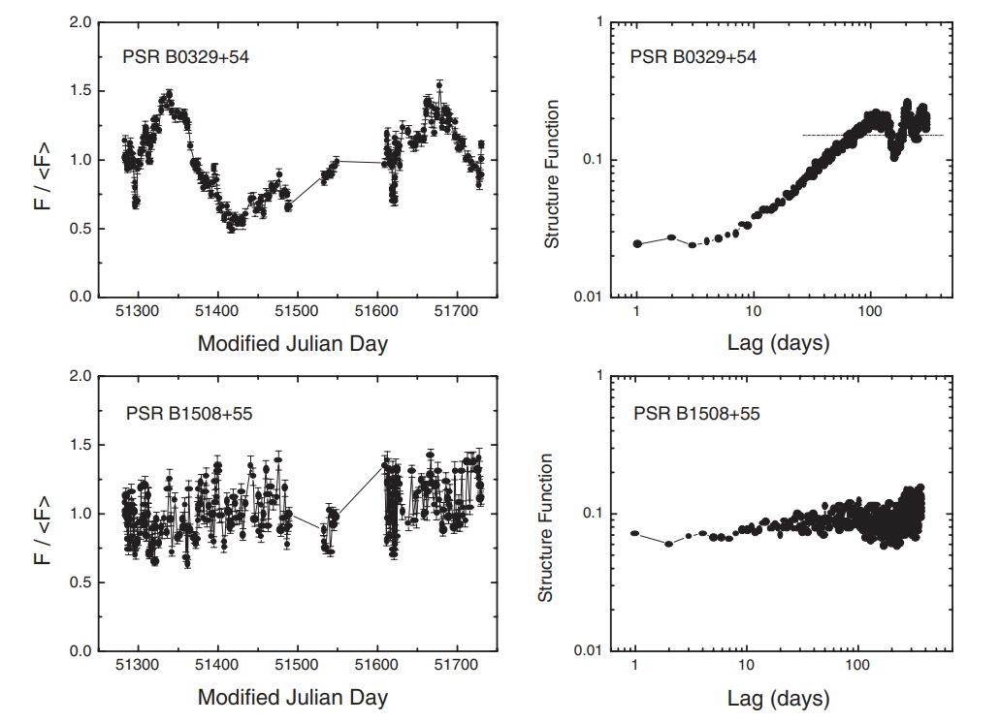 2.0
1.5
1.0
0.5
0.0
F / <F>
PSR B0329+54
51300 51400 51500 51600 51700
Modified Julian Day
1
0.1
0.01
Structure Function
PSR B0329+54
1 10 100
Lag (days)
2.0
1.5
1.0
0.5
0.0
F / <F>
PSR B1508+55
51300 51400 51500 51600 51700
Modified Julian Day
1
0.1
0.01
Structure Function
PSR B1508+55
1 10 100
Lag (days)